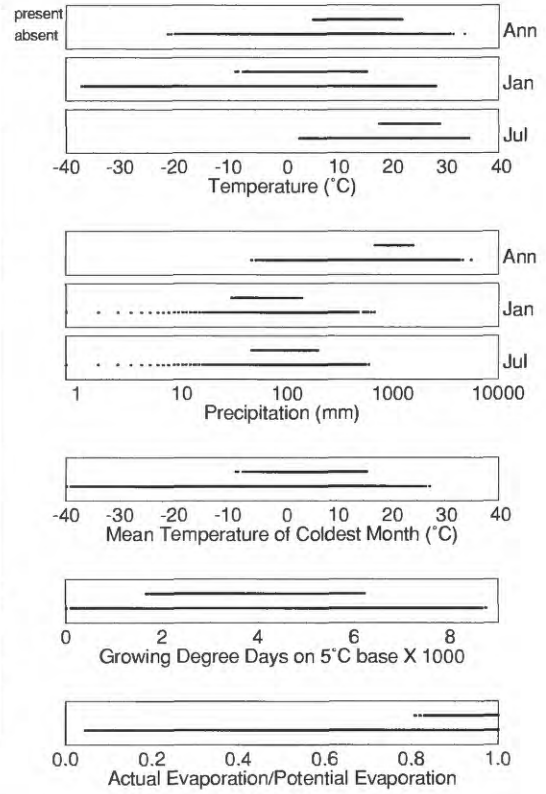 present
absent
Ann
Jan
Jul
-40 -30 -20 -10 0 10 20 30 40
Temperature (˚C)
Ann
Jan
Jul
1 10 100 1000 10000
Precipitation (mm)
-40 -30 -20 -10 0 10 20 30 40
Mean Temperature of Coldest Month (˚C)
0 2 4 6 8
Growing Degree Days on 5˚C base X 1000
0.0 0.2 0.4 0.6 0.8 1.0
Actual Evaporation/Potential Evaporation